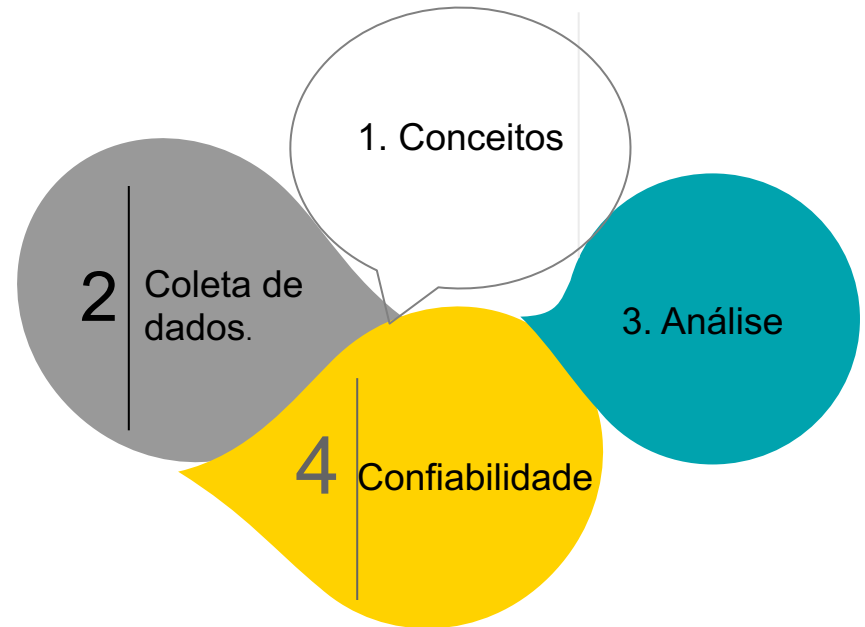 1. Conceitos
2
Coleta de
dados.
3. Análise
4
Confiabilidade